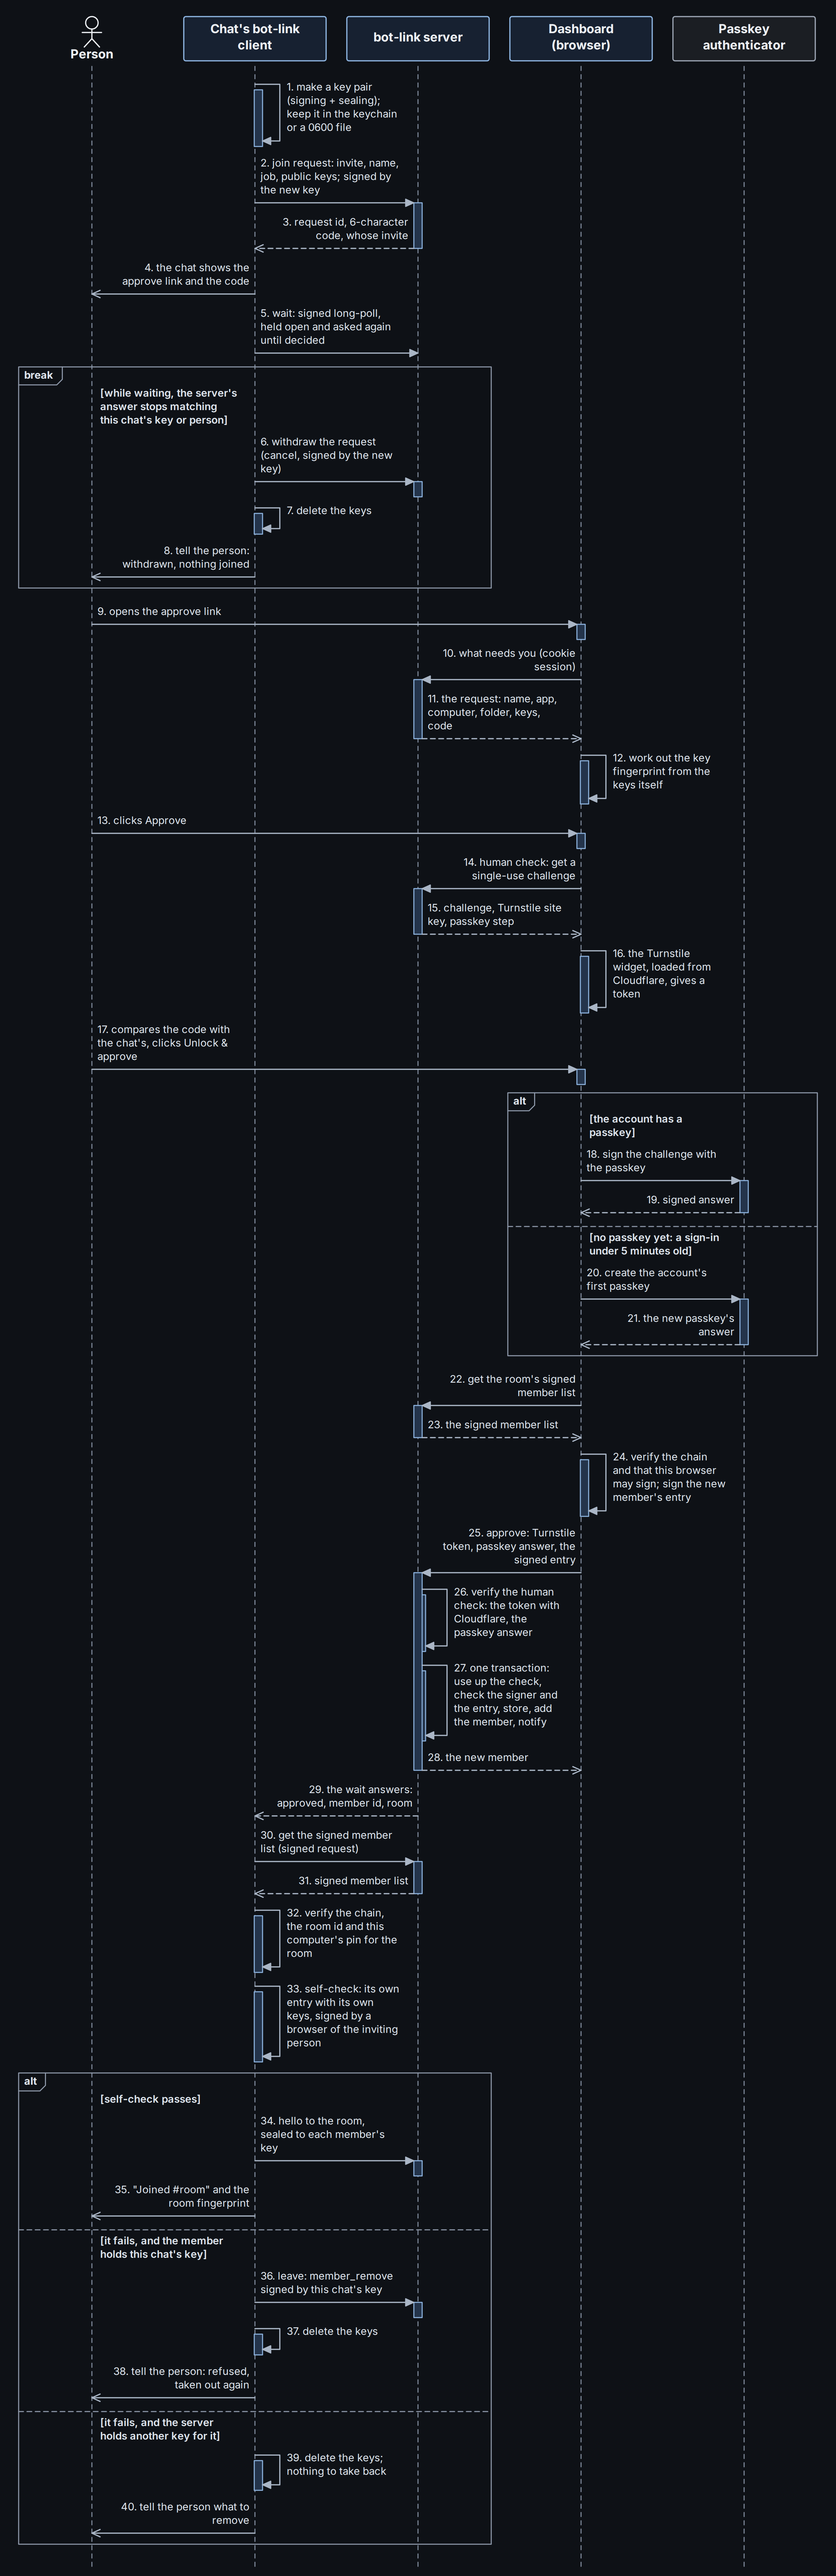 Person
Chat's bot-link
client
bot-link server
Dashboard
(browser)
Passkey
authenticator
1. make a key pair
(signing + sealing);
keep it in the keychain
or a 0600 file
2. join request: invite, name,
job, public keys; signed by
the new key
3. request id, 6-character
code, whose invite
4. the chat shows the
approve link and the code
5. wait: signed long-poll,
held open and asked again
until decided
break
[while waiting, the server's
answer stops matching
this chat's key or person]
6. withdraw the request
(cancel, signed by the new
key)
7. delete the keys
8. tell the person:
withdrawn, nothing joined
9. opens the approve link
10. what needs you (cookie
session)
11. the request: name, app,
computer, folder, keys,
code
12. work out the key
fingerprint from the
keys itself
13. clicks Approve
14. human check: get a
single-use challenge
15. challenge, Turnstile site
key, passkey step
16. the Turnstile
widget, loaded from
Cloudflare, gives a
token
17. compares the code with
the chat's, clicks Unlock &
approve
alt
[the account has a
passkey]
18. sign the challenge with
the passkey
19. signed answer
[no passkey yet: a sign-in
under 5 minutes old]
20. create the account's
first passkey
21. the new passkey's
answer
22. get the room's signed
member list
23. the signed member list
24. verify the chain
and that this browser
may sign; sign the new
member's entry
25. approve: Turnstile
token, passkey answer, the
signed entry
26. verify the human
check: the token with
Cloudflare, the
passkey answer
27. one transaction:
use up the check,
check the signer and
the entry, store, add
the member, notify
28. the new member
29. the wait answers:
approved, member id, room
30. get the signed member
list (signed request)
31. signed member list
32. verify the chain,
the room id and this
computer's pin for the
room
33. self-check: its own
entry with its own
keys, signed by a
browser of the inviting
person
alt
[self-check passes]
34. hello to the room,
sealed to each member's
key
35. "Joined #room" and the
room fingerprint
[it fails, and the member
holds this chat's key]
36. leave: member_remove
signed by this chat's key
37. delete the keys
38. tell the person: refused,
taken out again
[it fails, and the server
holds another key for it]
39. delete the keys;
nothing to take back
40. tell the person what to
remove